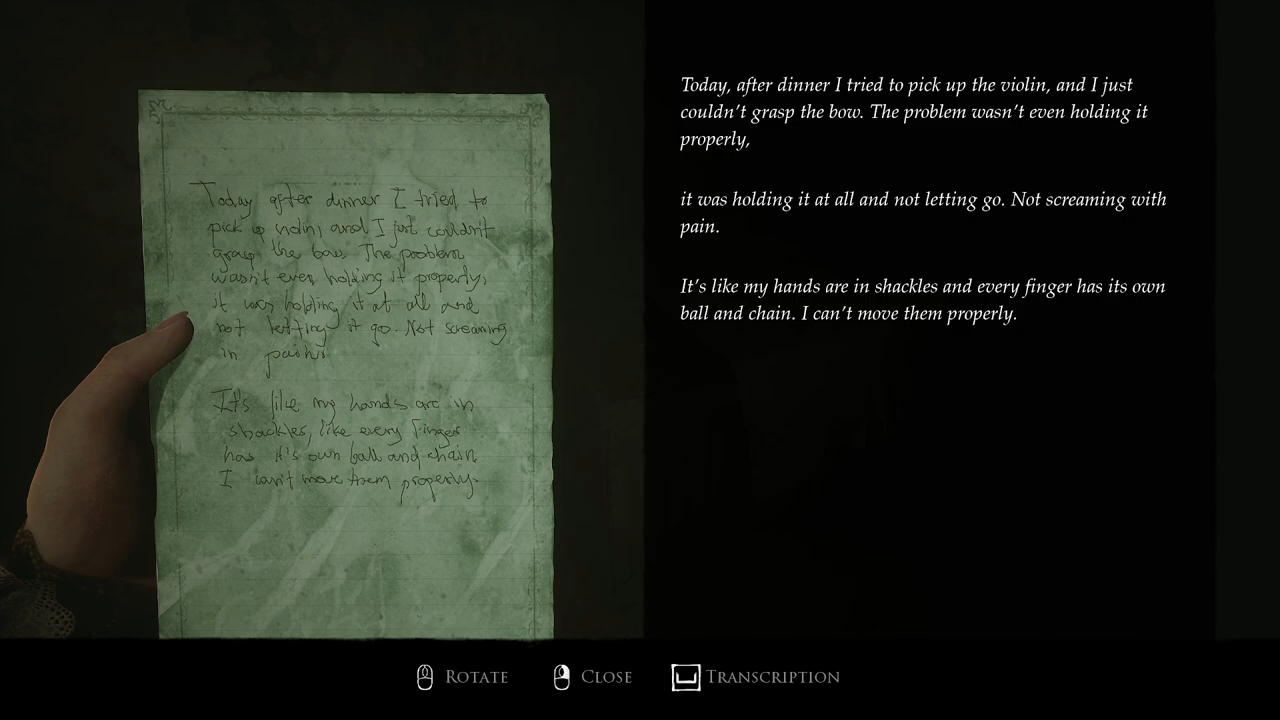 Today after dinner I tried to
pick up violin, and I just couldn't
grasp the bow. The problem
wasn't even holding it properly,
it was holding it at all and
not letting it go. Not screaming
in pain
It's like my hands are in
shackles, like every finger
has it's own ball and chain.
I can't move them properly.
Today, after dinner I tried to pick up the violin, and I just
couldn't grasp the bow. The problem wasn't even holding it
properly,
it was holding it at all and not letting go. Not screaming with
pain.
It's like my hands are in shackles and every finger has its own
ball and chain. I can't move them properly.
Rotate
Close
Transcription